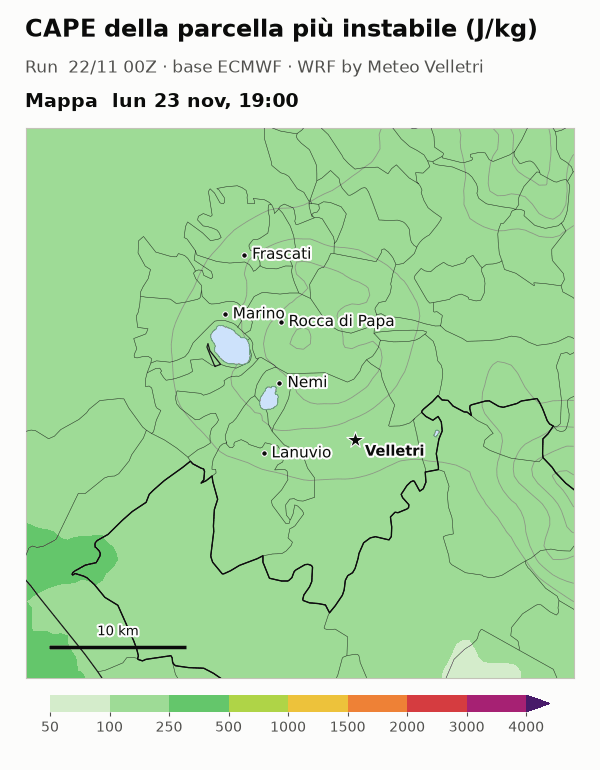 CAPE della parcella più instabile (J/kg)
Run  22/11 00Z · base ECMWF · WRF by Meteo Velletri
Mappa  lun 23 nov, 19:00
Frascati
Marino
Rocca di Papa
Nemi
Velletri
Lanuvio
10 km
50 100 250 500 1000 1500 2000 3000 4000